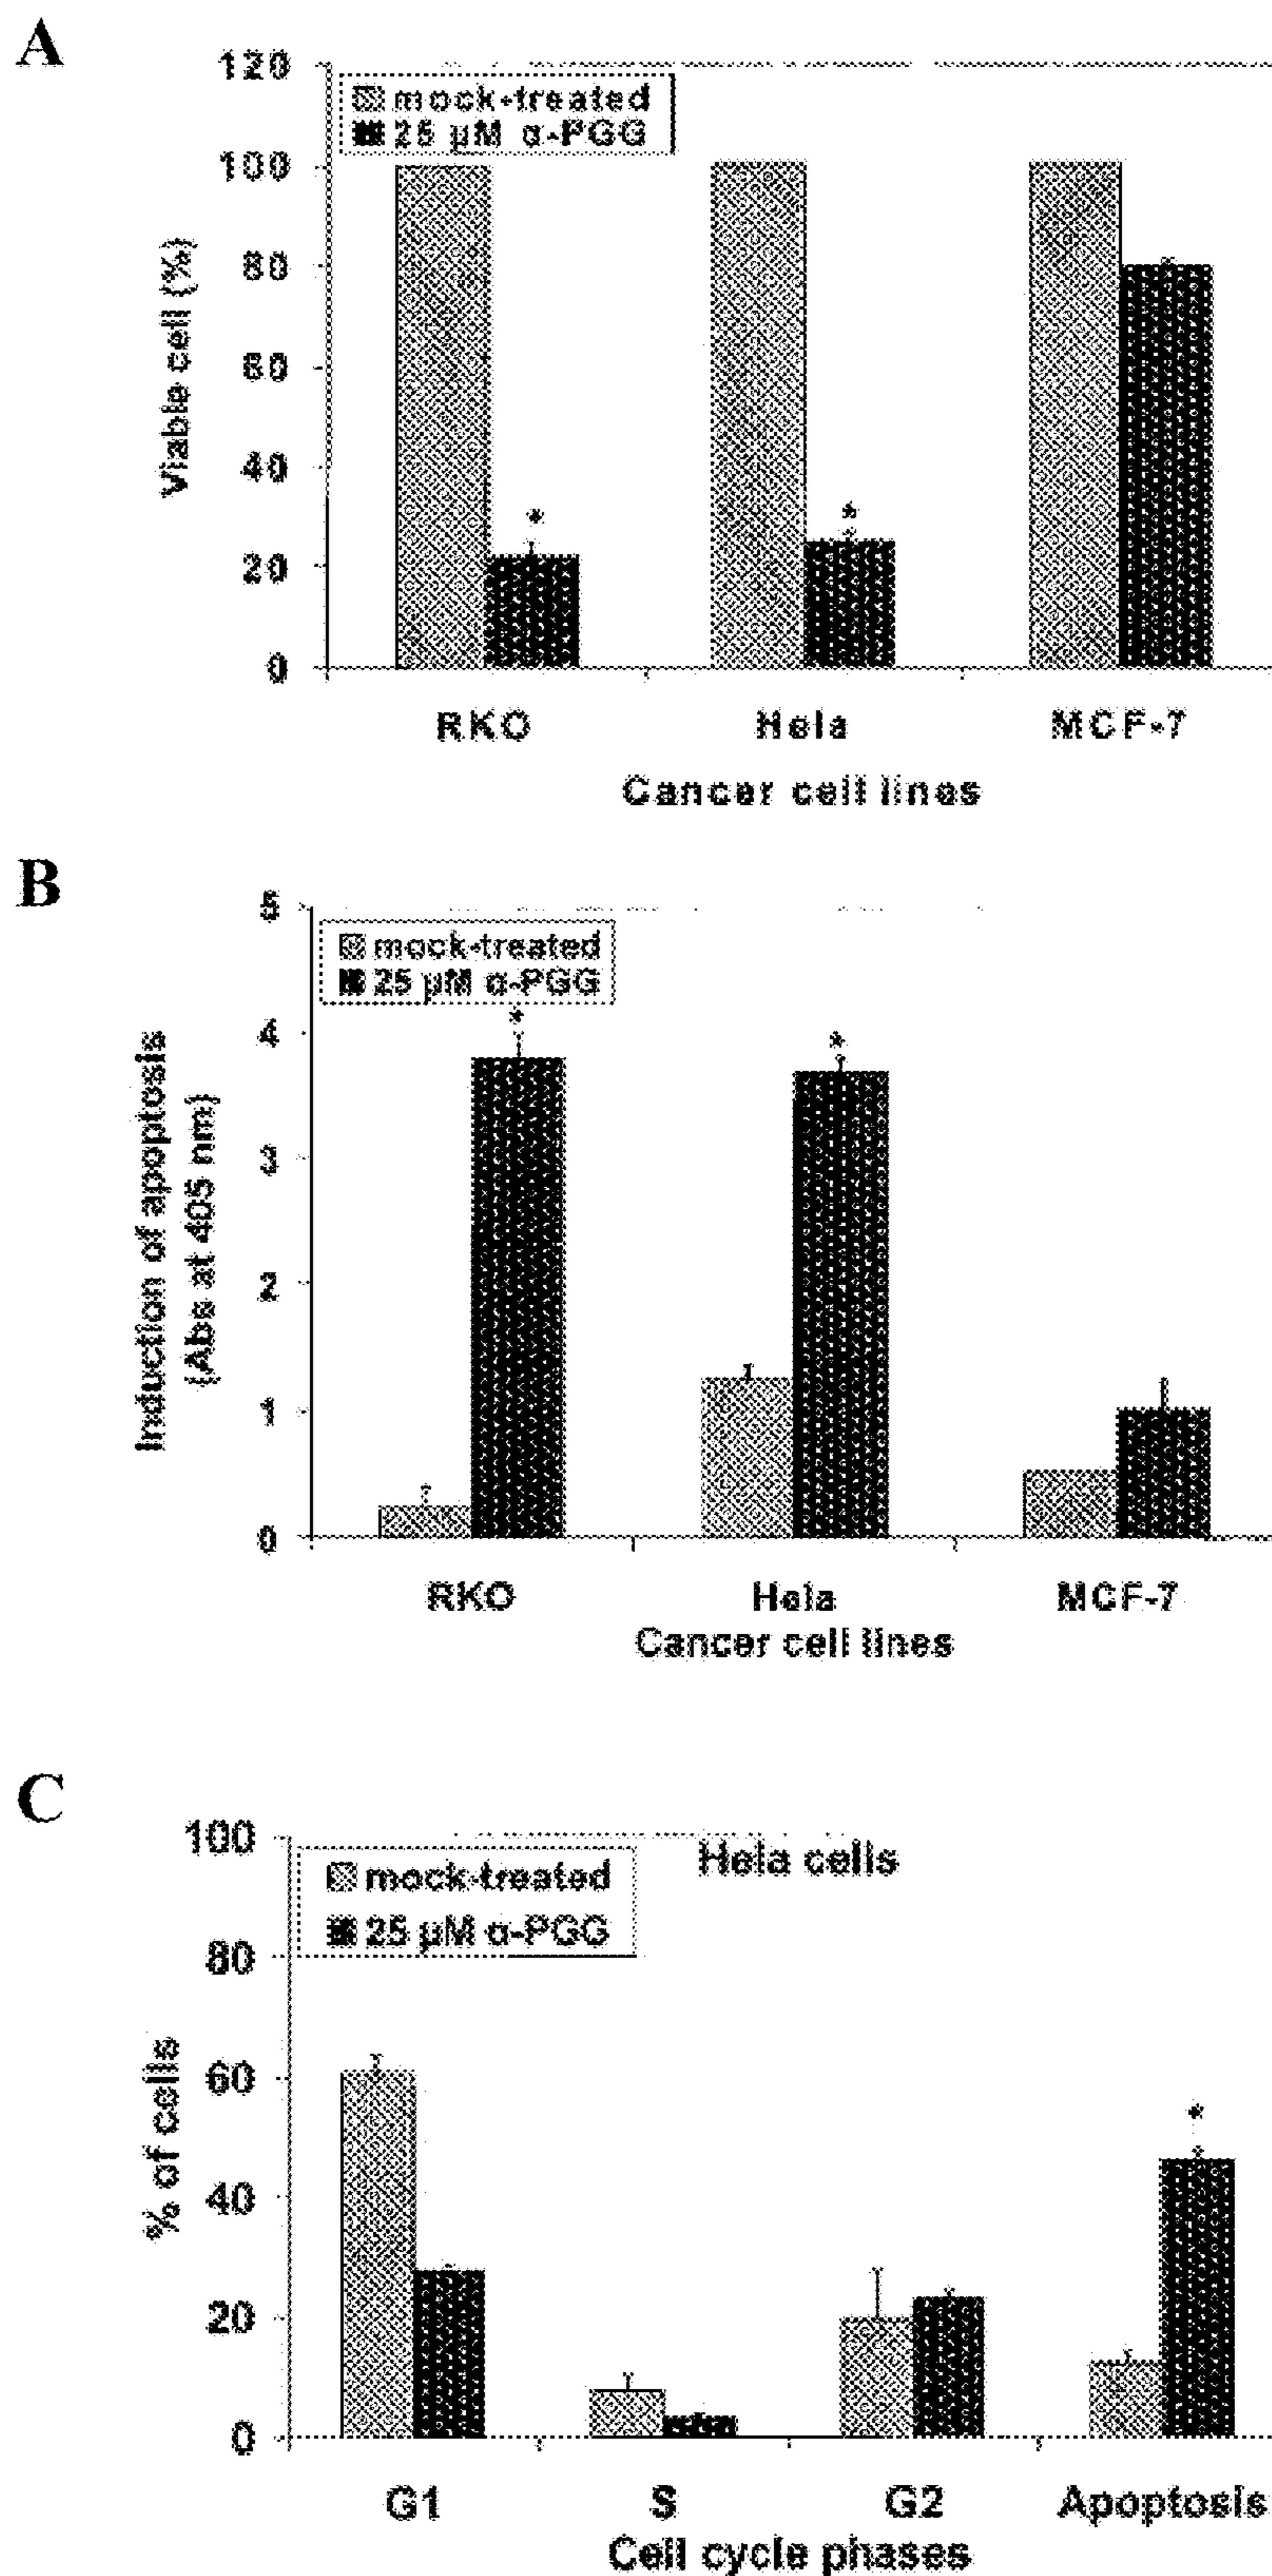 A
120
100
80
60
40
20
0
Viable cell (%)
mock-treated
25 µM α-PGG
*
*
RKO Hela MCF-7
Cancer cell lines
B
5
4
3
2
1
0
Induction of apoptosis
(Abs at 405 nm)
mock-treated
25 µM α-PGG
*
*
RKO Hela MCF-7
Cancer cell lines
C
100
80
60
40
20
0
% of cells
Hela cells
mock-treated
25 µM α-PGG
*
G1 S G2 Apoptosis
Cell cycle phases